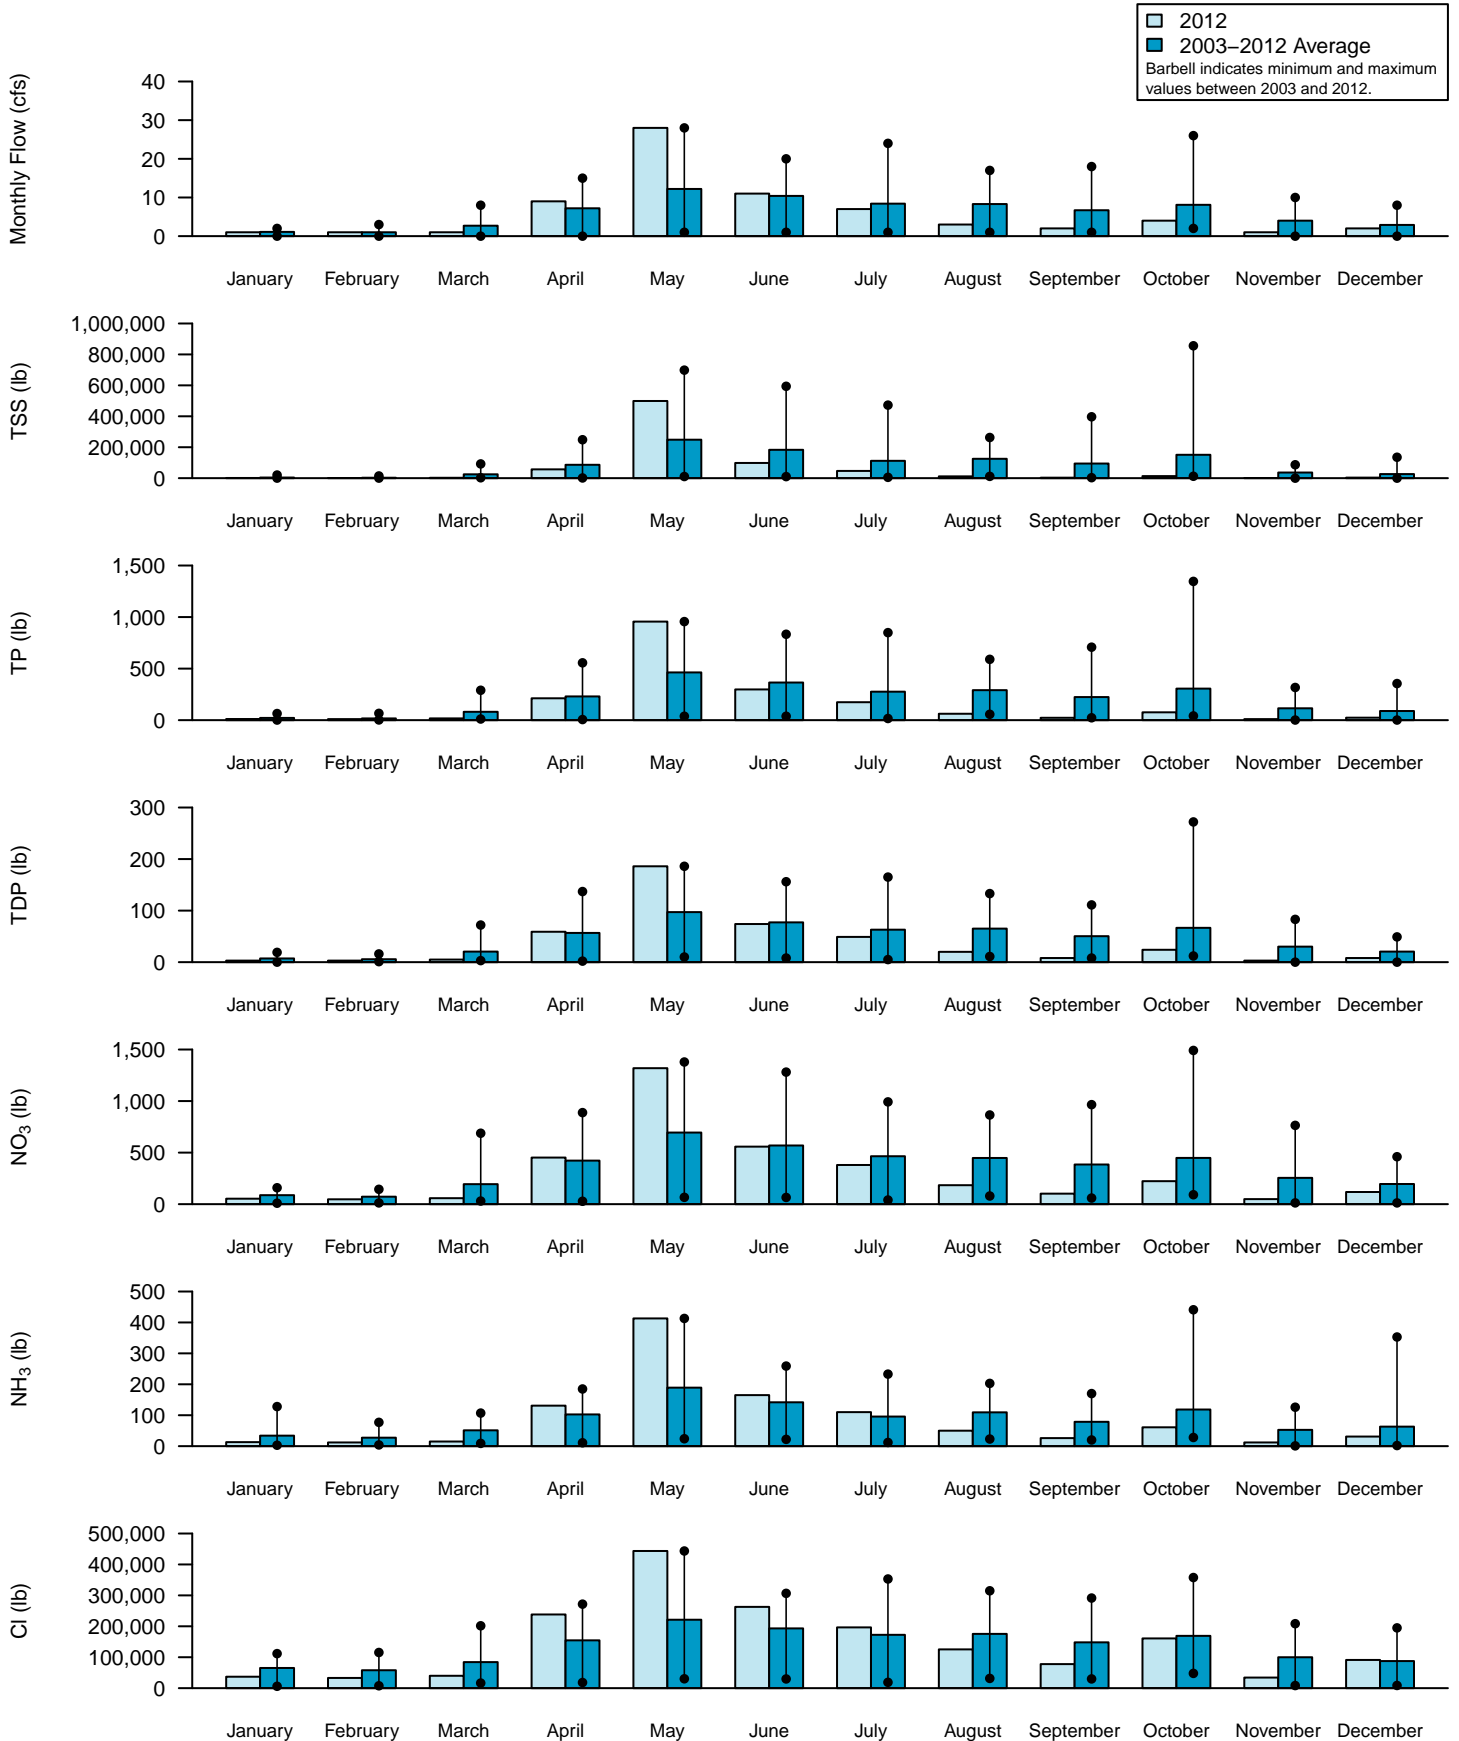 2012
2003–2012 Average
Barbell indicates minimum and maximum
values between 2003 and 2012.
Monthly Flow (cfs)
40
30
20
10
0
January February March April May June July August September October November December
TSS (lb)
1,000,000
800,000
600,000
400,000
200,000
0
January February March April May June July August September October November December
TP (lb)
1,500
1,000
500
0
January February March April May June July August September October November December
TDP (lb)
300
200
100
0
January February March April May June July August September October November December
NO3 (lb)
1,500
1,000
500
0
January February March April May June July August September October November December
NH3 (lb)
500
400
300
200
100
0
January February March April May June July August September October November December
Cl (lb)
500,000
400,000
300,000
200,000
100,000
0
January February March April May June July August September October November December